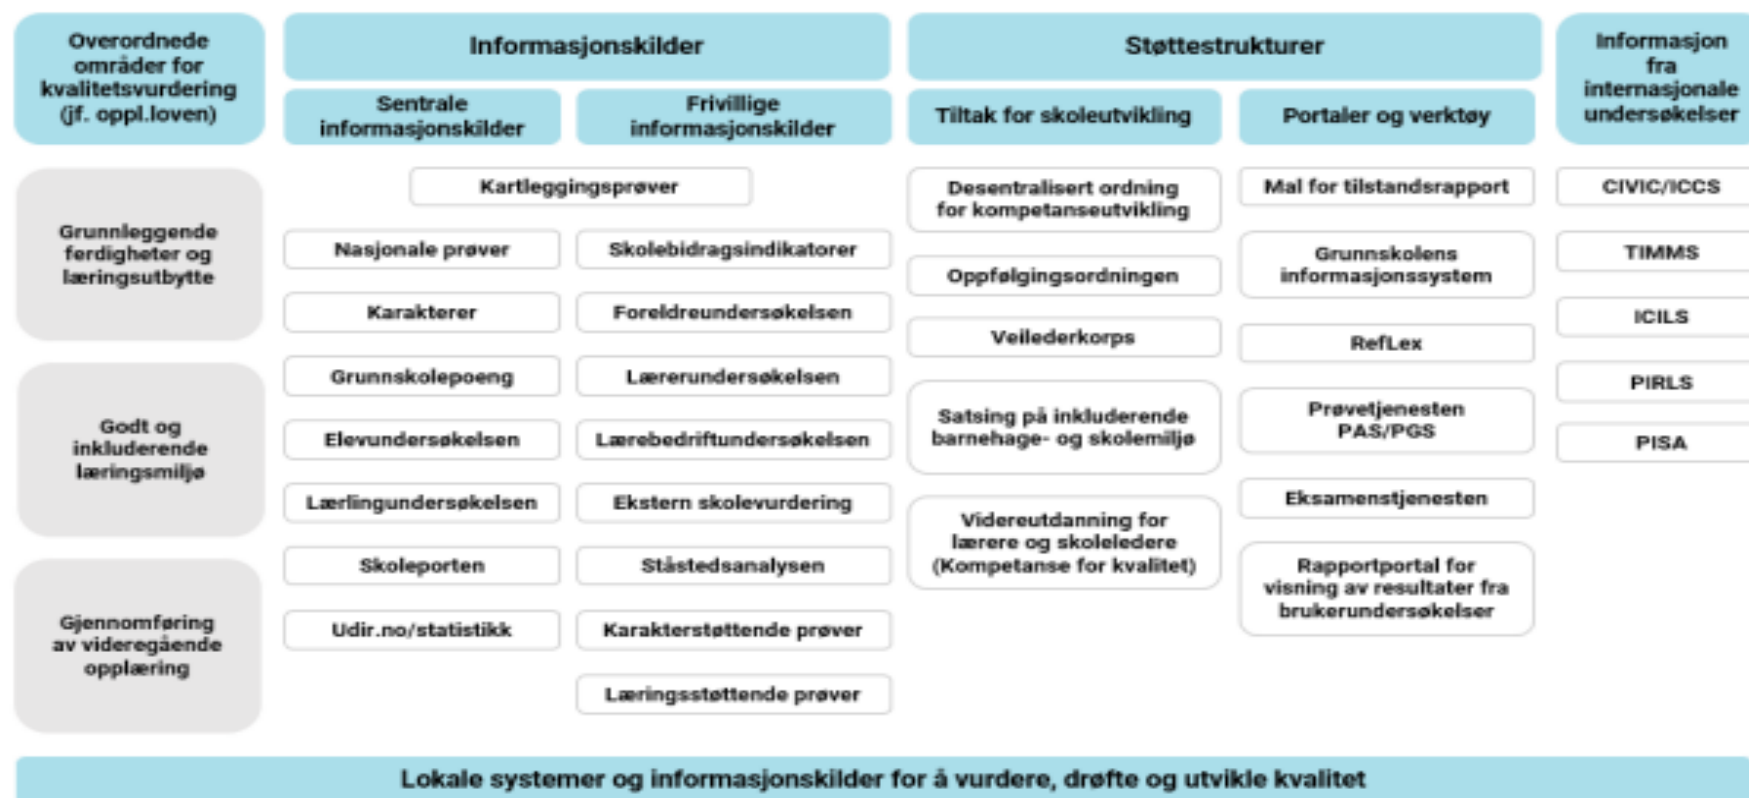 Overordnede
områder for
kvalitetsvurdering
(jf. oppl.loven)
Informasjonskilder
Støttestrukturer
Informasjon
fra
internasjonale
undersøkelser
Sentrale
informasjonskilder
Frivillige
informasjonskilder
Tiltak for skoleutvikling
Portaler og verktøy
Grunnleggende
ferdigheter og
læringsutbytte
Godt og
inkluderende
læringsmiljø
Gjennomføring
av videregående
opplæring
Kartleggingsprøver
Nasjonale prøver
Karakterer
Grunnskolepoeng
Elevundersøkelsen
Lærlingundersøkelsen
Skoleporten
Udir.no/statistikk
Skolebidragsindikatorer
Foreldreundersøkelsen
Lærerundersøkelsen
Lærebedriftundersøkelsen
Ekstern skolevurdering
Ståstedsanalysen
Karakterstøttende prøver
Læringsstøttende prøver
Desentralisert ordning
for kompetanseutvikling
Oppfølgingsordningen
Veilederkorps
Satsing på inkluderende
barnehage- og skolemiljø
Videreutdanning for
lærere og skoleledere
(Kompetanse for kvalitet)
Mal for tilstandsrapport
Grunnskolens
informasjonssystem
RefLex
Prøvetjenesten
PAS/PGS
Eksamenstjenesten
Rapportportal for
visning av resultater fra
brukerundersøkelser
CIVIC/ICCS
TIMMS
ICILS
PIRLS
PISA
Lokale systemer og informasjonskilder for å vurdere, drøfte og utvikle kvalitet